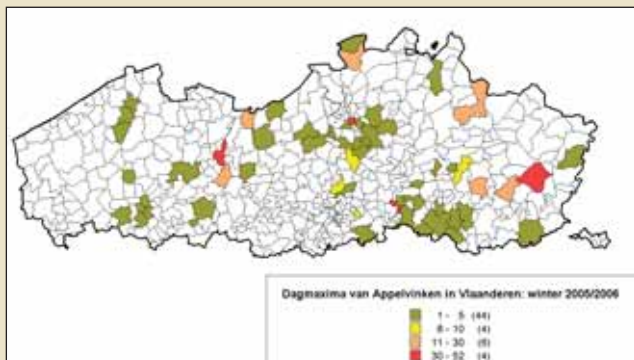 Dagmaxima van Appelvinken in Vlaanderen: winter 2005/2006
1 - 5 (44)
6 - 10 (4)
11 - 30 (6)
30 - 52 (4)